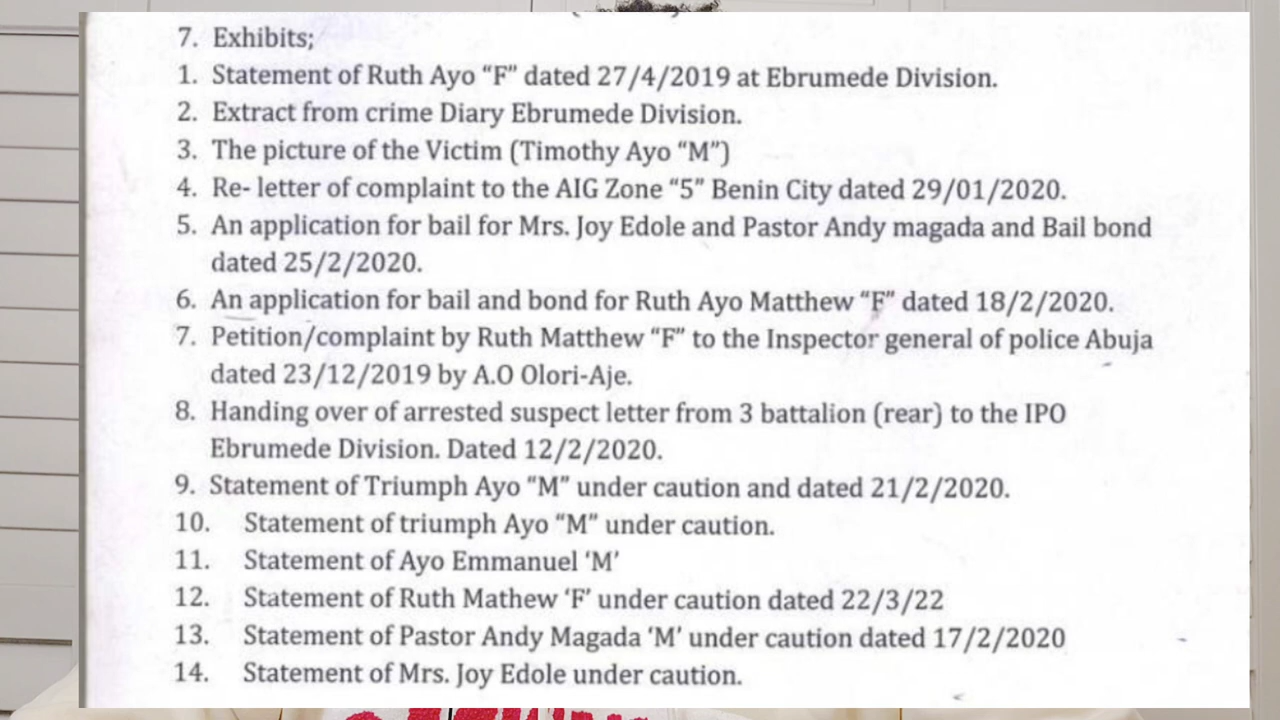 7. Exhibits;
1. Statement of Ruth Ayo “F” dated 27/4/2019 at Ebrumede Division.
2. Extract from crime Diary Ebrumede Division.
3. The picture of the Victim (Timothy Ayo “M”)
4. Re- letter of complaint to the AIG Zone “5” Benin City dated 29/01/2020.
5. An application for bail for Mrs. Joy Edole and Pastor Andy magada and Bail bond
dated 25/2/2020.
6. An application for bail and bond for Ruth Ayo Matthew “F” dated 18/2/2020.
7. Petition/complaint by Ruth Matthew “F” to the Inspector general of police Abuja
dated 23/12/2019 by A.O Olori-Aje.
8. Handing over of arrested suspect letter from 3 battalion (rear) to the IPO
Ebrumede Division. Dated 12/2/2020.
9. Statement of Triumph Ayo “M” under caution and dated 21/2/2020.
10. Statement of triumph Ayo “M” under caution.
11. Statement of Ayo Emmanuel ‘M’
12. Statement of Ruth Mathew ‘F’ under caution dated 22/3/22
13. Statement of Pastor Andy Magada ‘M’ under caution dated 17/2/2020
14. Statement of Mrs. Joy Edole under caution.